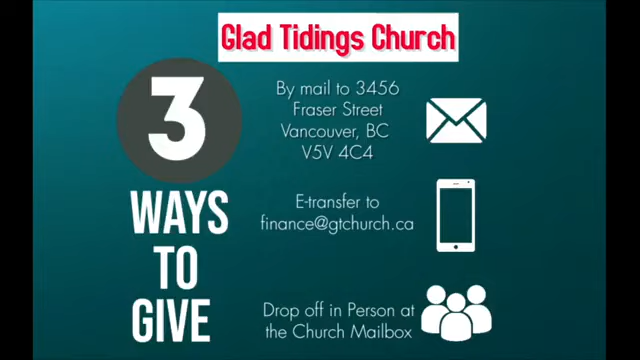 Glad Tidings Church
3
WAYS
TO
GIVE
By mail to 3456
Fraser Street
Vancouver, BC
V5V 4C4
E-transfer to
finance@gtchurch.ca
Drop off in Person at
the Church Mailbox